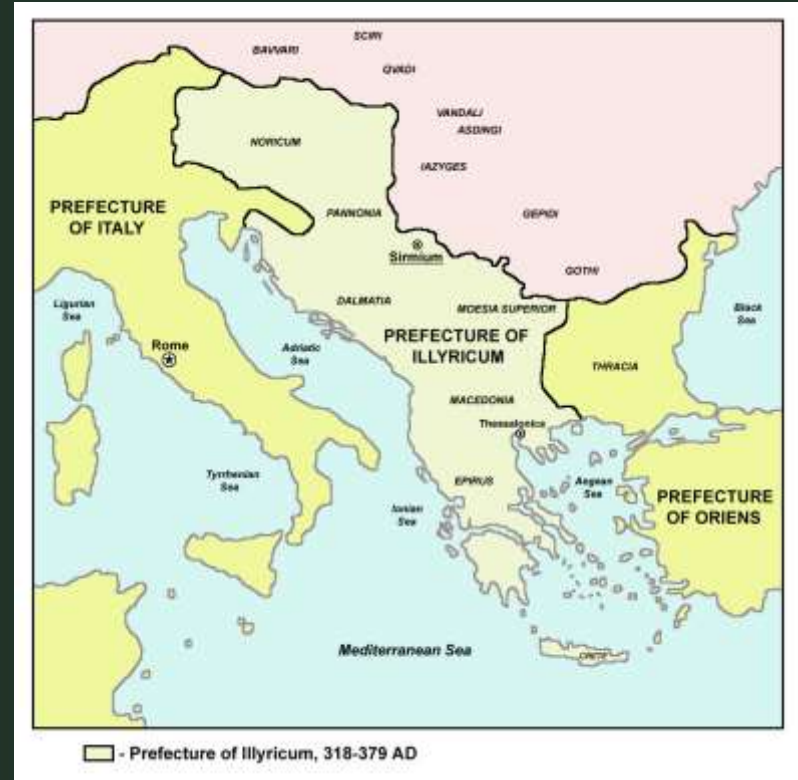 SCIRI
BAVVARI
QVADI
VANDALI
ASDINGI
NORICUM
IAZYGES
PREFECTURE
OF ITALY
PANNONIA
GEPIDI
Sirmium
GOTHI
Ligurian
Sea
DALMATIA
MOESIA SUPERIOR
Black
Sea
Rome
Adriatic
Sea
PREFECTURE OF
ILLYRICUM
THRACIA
MACEDONIA
Thessalonica
Tyrrhenian
Sea
EPIRUS
Ionian
Sea
Aegean
Sea
PREFECTURE
OF ORIENS
Mediterranean Sea
CRETE
- Prefecture of Illyricum, 318-379 AD